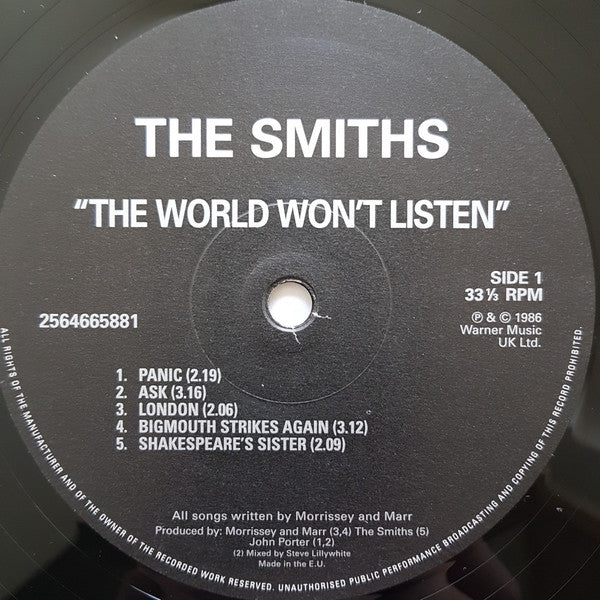 THE SMITHS
"THE WORLD WON'T LISTEN"
SIDE 1
33 ⅓ RPM
2564665881
℗ & © 1986
Warner Music
UK Ltd.
1. PANIC (2.19)
2. ASK (3.16)
3. LONDON (2.06)
4. BIGMOUTH STRIKES AGAIN (3.12)
5. SHAKESPEARE'S SISTER (2.09)
All songs written by Morrissey and Marr
Produced by: Morrissey and Marr (3,4) The Smiths (5)
John Porter (1,2)
(2) Mixed by Steve Lillywhite
Made in the E.U.
ALL RIGHTS OF THE MANUFACTURER AND OF THE OWNER OF THE RECORDED WORK RESERVED. UNAUTHORISED PUBLIC PERFORMANCE BROADCASTING AND COPYING OF THIS RECORD PROHIBITED.